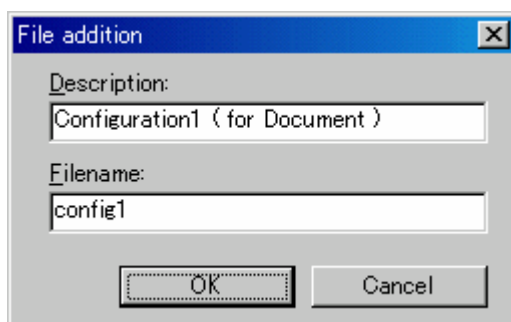 File addition
Description:
Configuration1 ( for Document )
Filename:
config1
OK Cancel